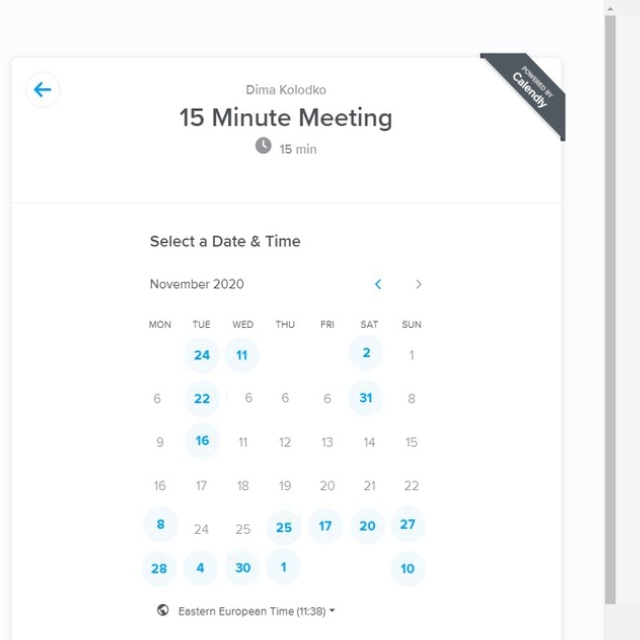 POWERED BY
Calendly
Dima Kolodko
15 Minute Meeting
15 min
Select a Date & Time
November 2020
MON TUE WED THU FRI SAT SUN
24 11 2 1
6 22 6 6 6 31 8
9 16 11 12 13 14 15
16 17 18 19 20 21 22
8 24 25 25 17 20 27
28 4 30 1 10
Eastern European Time (11:38)